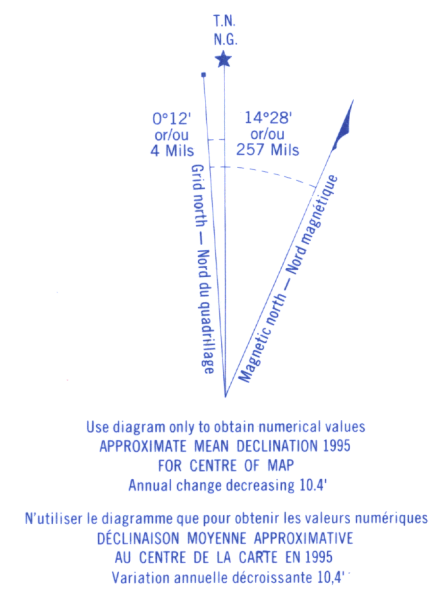 T.N.
N.G.
0°12'
or/ou
4 Mils
14°28'
or/ou
257 Mils
Grid north — Nord du quadrillage
Magnetic north — Nord magnétique
Use diagram only to obtain numerical values
APPROXIMATE MEAN DECLINATION 1995
FOR CENTRE OF MAP
Annual change decreasing 10.4'
N'utiliser le diagramme que pour obtenir les valeurs numériques
DÉCLINAISON MOYENNE APPROXIMATIVE
AU CENTRE DE LA CARTE EN 1995
Variation annuelle décroissante 10,4'